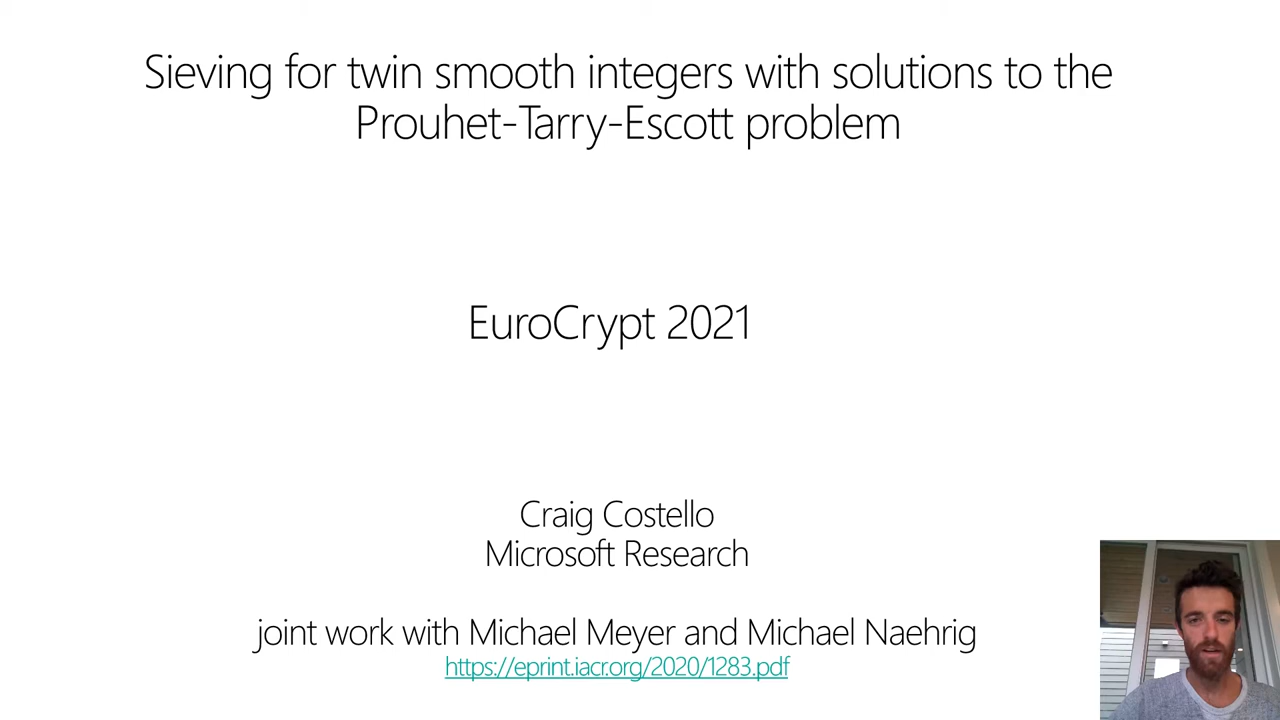 Sieving for twin smooth integers with solutions to the
Prouhet-Tarry-Escott problem
EuroCrypt 2021
Craig Costello
Microsoft Research
joint work with Michael Meyer and Michael Naehrig
https://eprint.iacr.org/2020/1283.pdf